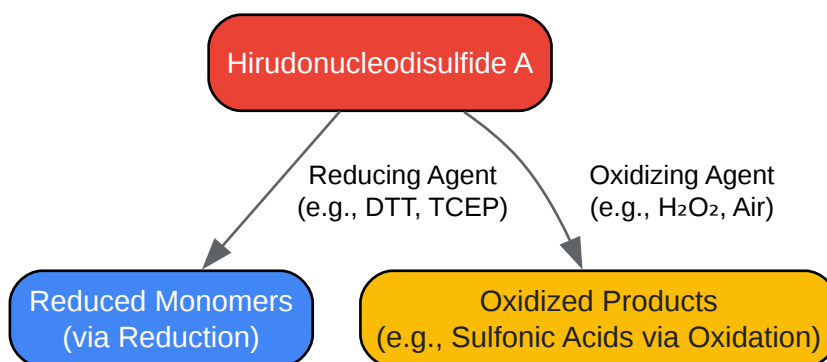 Hirudonucleodisulfide A
Reducing Agent
(e.g., DTT, TCEP)
Oxidizing Agent
(e.g., H₂O₂, Air)
Reduced Monomers
(via Reduction)
Oxidized Products
(e.g., Sulfonic Acids via Oxidation)